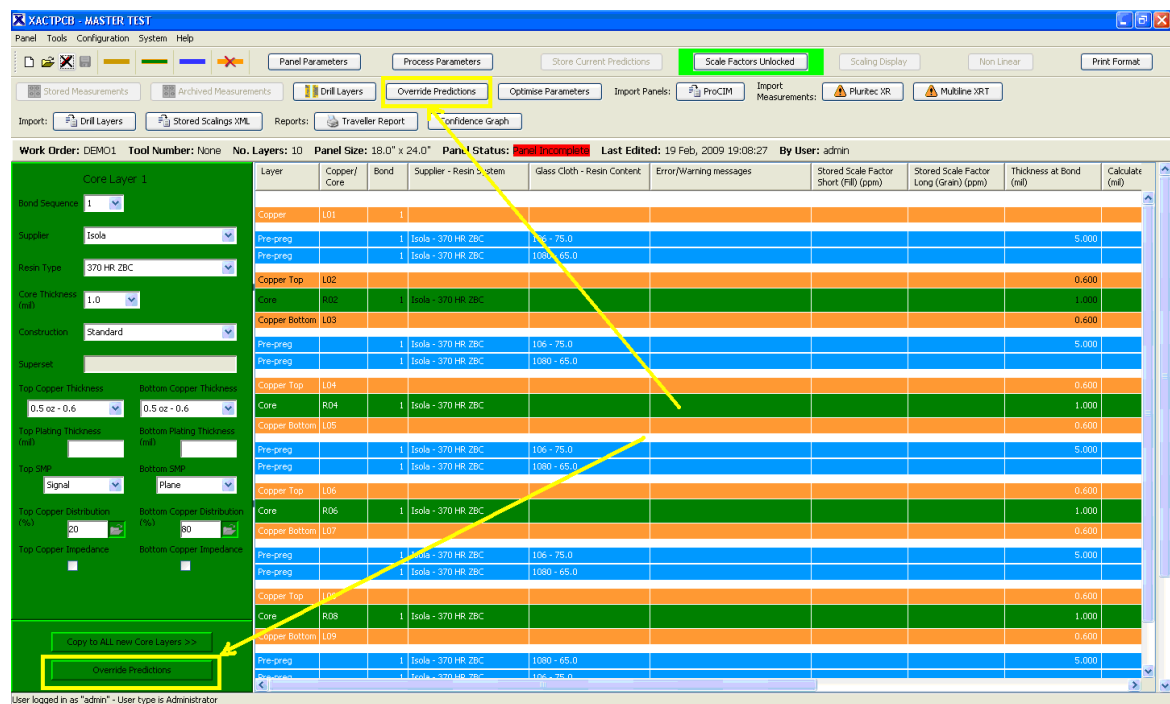 XACTPCB - MASTER TEST
Panel Tools Configuration System Help
Panel Parameters Process Parameters Store Current Predictions Scale Factors Unlocked Scaling Display Non Linear Print Format
Stored Measurements Archived Measurements Drill Layers Override Predictions Optimise Parameters Import Panels: ProCIM Import Measurements: Pluritec XR Multiline XRT
Import: Drill Layers Stored Scalings XML Reports: Traveller Report Confidence Graph
Work Order: DEMO1 Tool Number: None No. Layers: 10 Panel Size: 18.0" x 24.0" Panel Status: Panel Incomplete Last Edited: 19 Feb, 2009 19:08:27 By User: admin
Core Layer 1
Bond Sequence 1
Supplier Isola
Resin Type 370 HR ZBC
Core Thickness (mil) 1.0
Construction Standard
Superset
Top Copper Thickness Bottom Copper Thickness
0.5 oz - 0.6 0.5 oz - 0.6
Top Plating Thickness (mil) Bottom Plating Thickness (mil)
Top SMP Bottom SMP
Signal Plane
Top Copper Distribution (%) Bottom Copper Distribution (%)
20 80
Top Copper Impedance Bottom Copper Impedance
Copy to ALL new Core Layers >>
Override Predictions
Layer Copper/ Core Bond Supplier - Resin System Glass Cloth - Resin Content Error/Warning messages Stored Scale Factor Short (Fill) (ppm) Stored Scale Factor Long (Grain) (ppm) Thickness at Bond (mil) Calculate (mil)
Copper L01 1
Pre-preg 1 Isola - 370 HR ZBC 106 - 75.0 5.000
Pre-preg 1 Isola - 370 HR ZBC 1080 - 65.0
Copper Top L02 0.600
Core R02 1 Isola - 370 HR ZBC 1.000
Copper Bottom L03 0.600
Pre-preg 1 Isola - 370 HR ZBC 106 - 75.0 5.000
Pre-preg 1 Isola - 370 HR ZBC 1080 - 65.0
Copper Top L04 0.600
Core R04 1 Isola - 370 HR ZBC 1.000
Copper Bottom L05 0.600
Pre-preg 1 Isola - 370 HR ZBC 106 - 75.0 5.000
Pre-preg 1 Isola - 370 HR ZBC 1080 - 65.0
Copper Top L06 0.600
Core R06 1 Isola - 370 HR ZBC 1.000
Copper Bottom L07 0.600
Pre-preg 1 Isola - 370 HR ZBC 106 - 75.0 5.000
Pre-preg 1 Isola - 370 HR ZBC 1080 - 65.0
Copper Top L08 0.600
Core R08 1 Isola - 370 HR ZBC 1.000
Copper Bottom L09 0.600
Pre-preg 1 Isola - 370 HR ZBC 1080 - 65.0 5.000
Pre-preg 1 Isola - 370 HR ZBC 106 - 75.0
User logged in as "admin" - User type is Administrator